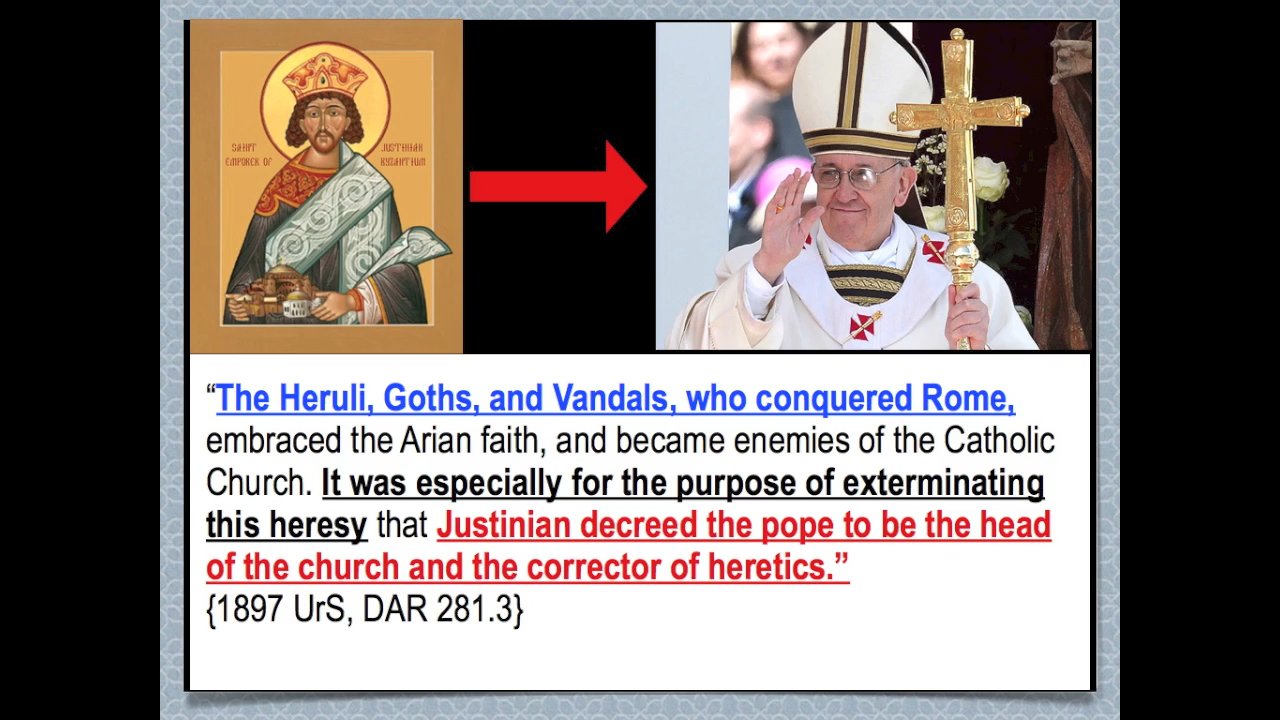 SAINT JUSTINIAN
EMPORER OF BYZANTIUM
“The Heruli, Goths, and Vandals, who conquered Rome,
embraced the Arian faith, and became enemies of the Catholic
Church. It was especially for the purpose of exterminating
this heresy that Justinian decreed the pope to be the head
of the church and the corrector of heretics.”
{1897 UrS, DAR 281.3}